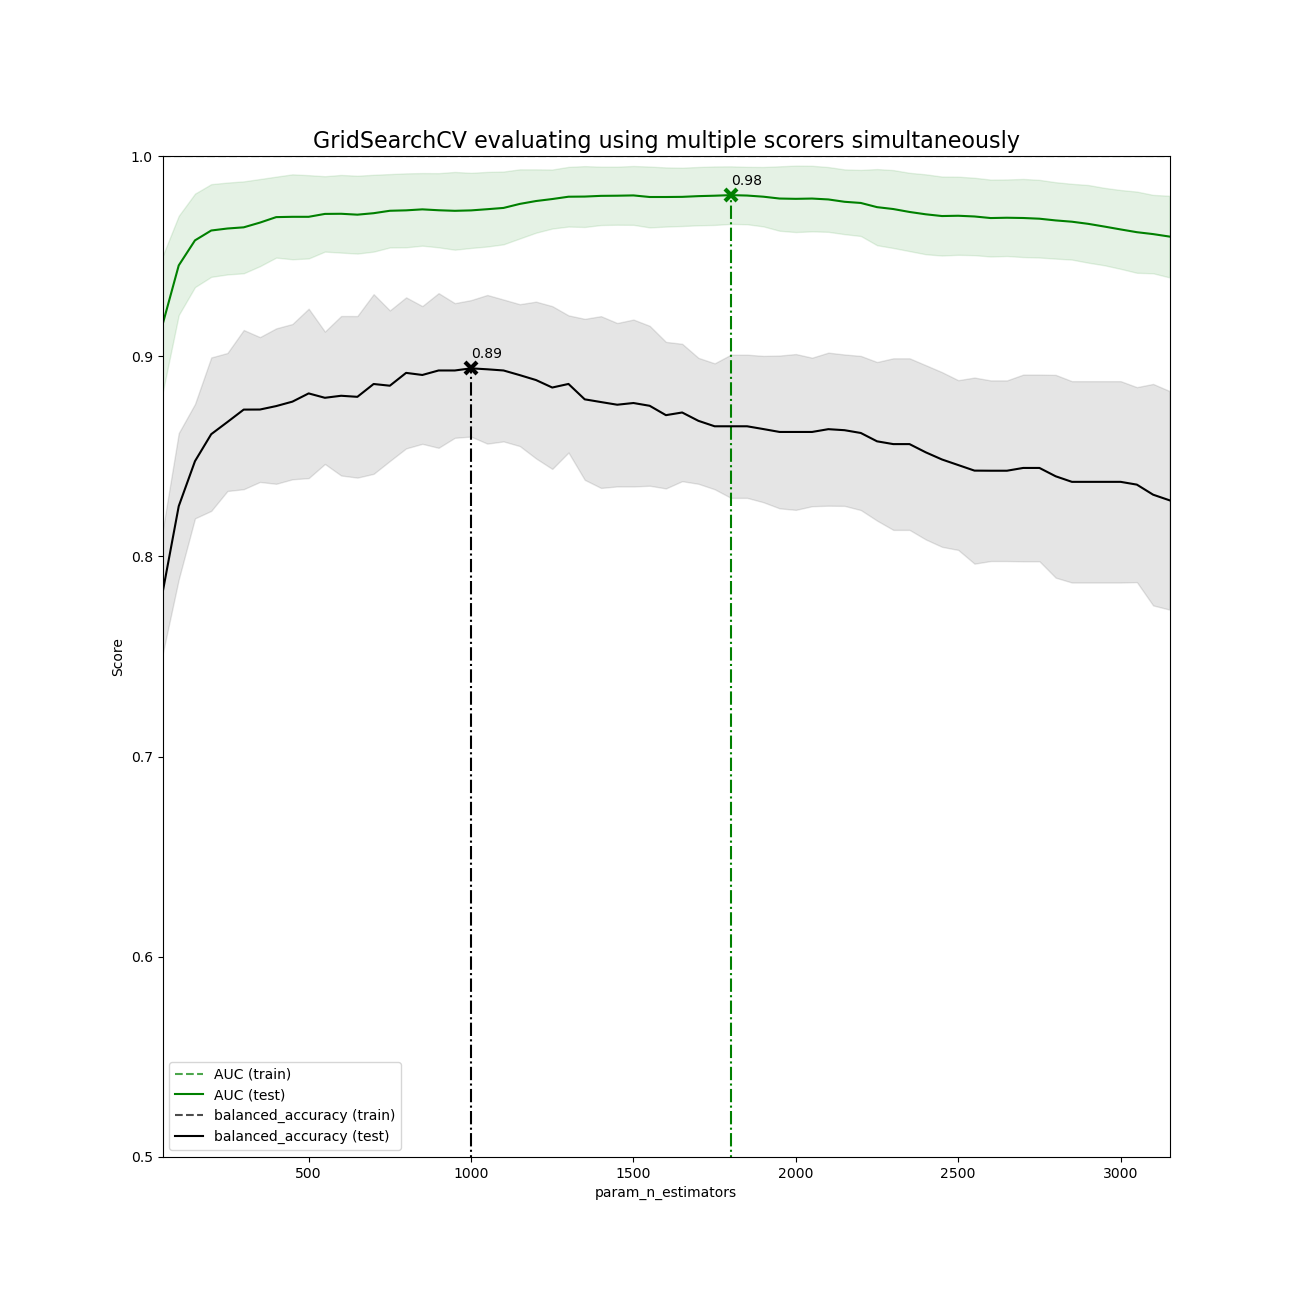 GridSearchCV evaluating using multiple scorers simultaneously
1.0
0.98
0.9
0.89
0.8
Score
0.7
0.6
AUC (train)
AUC (test)
balanced_accuracy (train)
balanced_accuracy (test)
0.5
500 1000 1500 2000 2500 3000
param_n_estimators